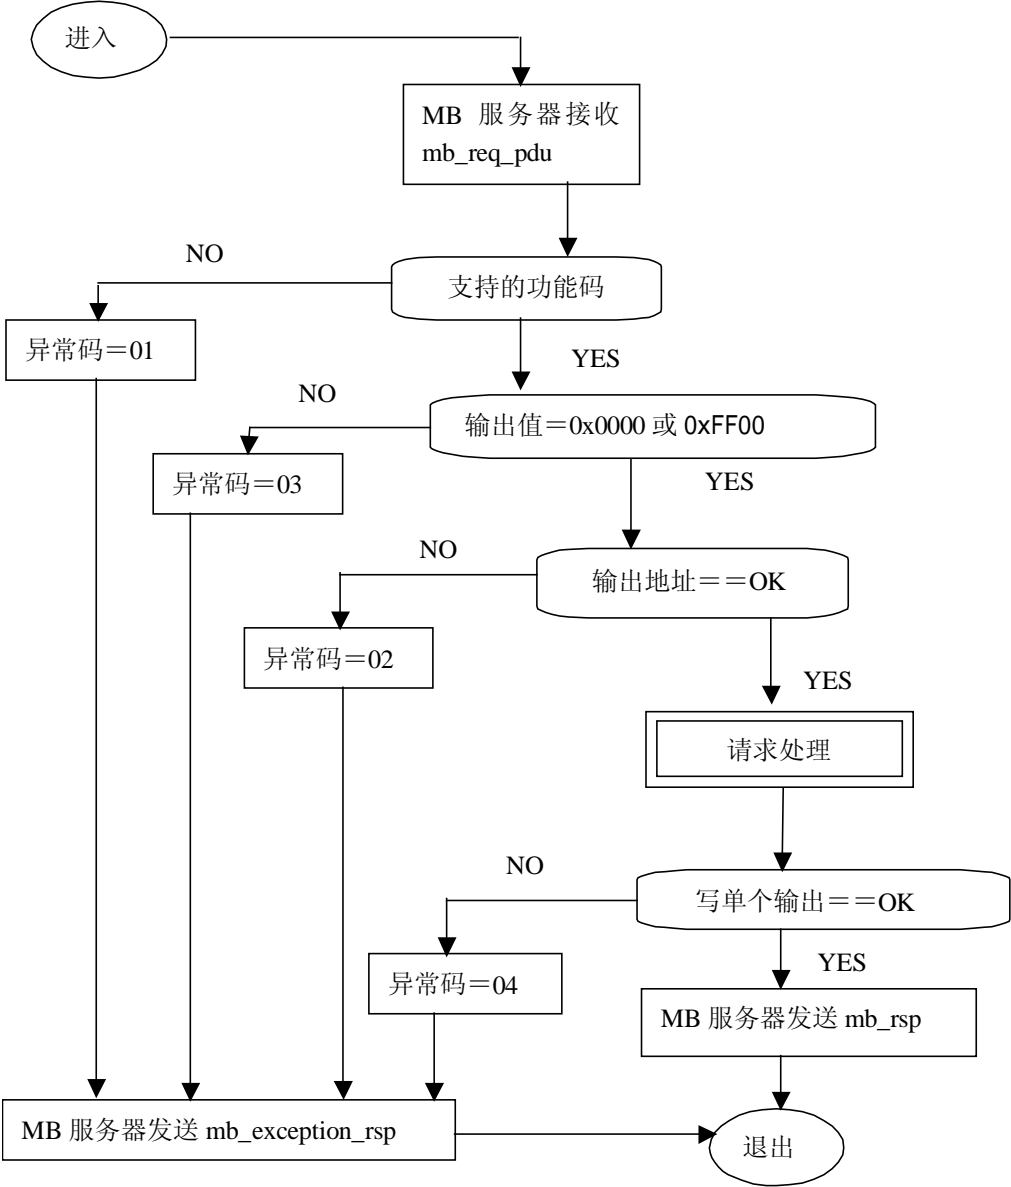 进入
MB 服务器接收
mb_req_pdu
NO
支持的功能码
异常码＝01
YES
NO
输出值＝0x0000 或 0xFF00
异常码＝03
YES
NO
输出地址＝＝OK
异常码＝02
YES
请求处理
NO
写单个输出＝＝OK
异常码＝04
YES
MB 服务器发送 mb_rsp
MB 服务器发送 mb_exception_rsp
退出